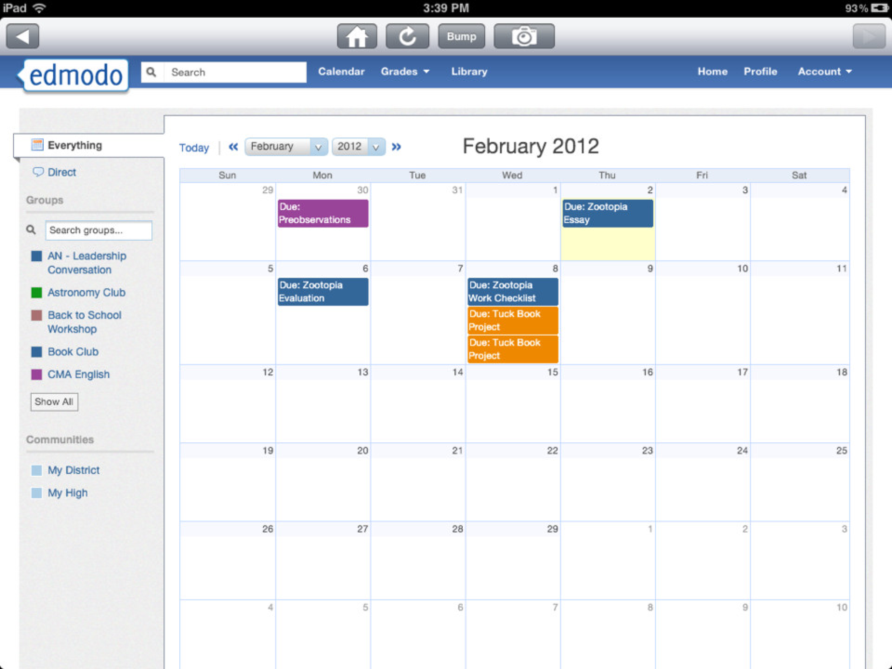 iPad 3:39 PM 93%
Bump
edmodo Search Calendar Grades Library Home Profile Account
Everything
Direct
Groups
Search groups...
AN - Leadership
Conversation
Astronomy Club
Back to School
Workshop
Book Club
CMA English
Show All
Communities
My District
My High
Today « February 2012 » February 2012
Sun Mon Tue Wed Thu Fri Sat
29 30 31 1 2 3 4
Due:
Preobservations
Due: Zootopia
Essay
5 6 7 8 9 10 11
Due: Zootopia
Evaluation
Due: Zootopia
Work Checklist
Due: Tuck Book
Project
Due: Tuck Book
Project
12 13 14 15 16 17 18
19 20 21 22 23 24 25
26 27 28 29 1 2 3
4 5 6 7 8 9 10